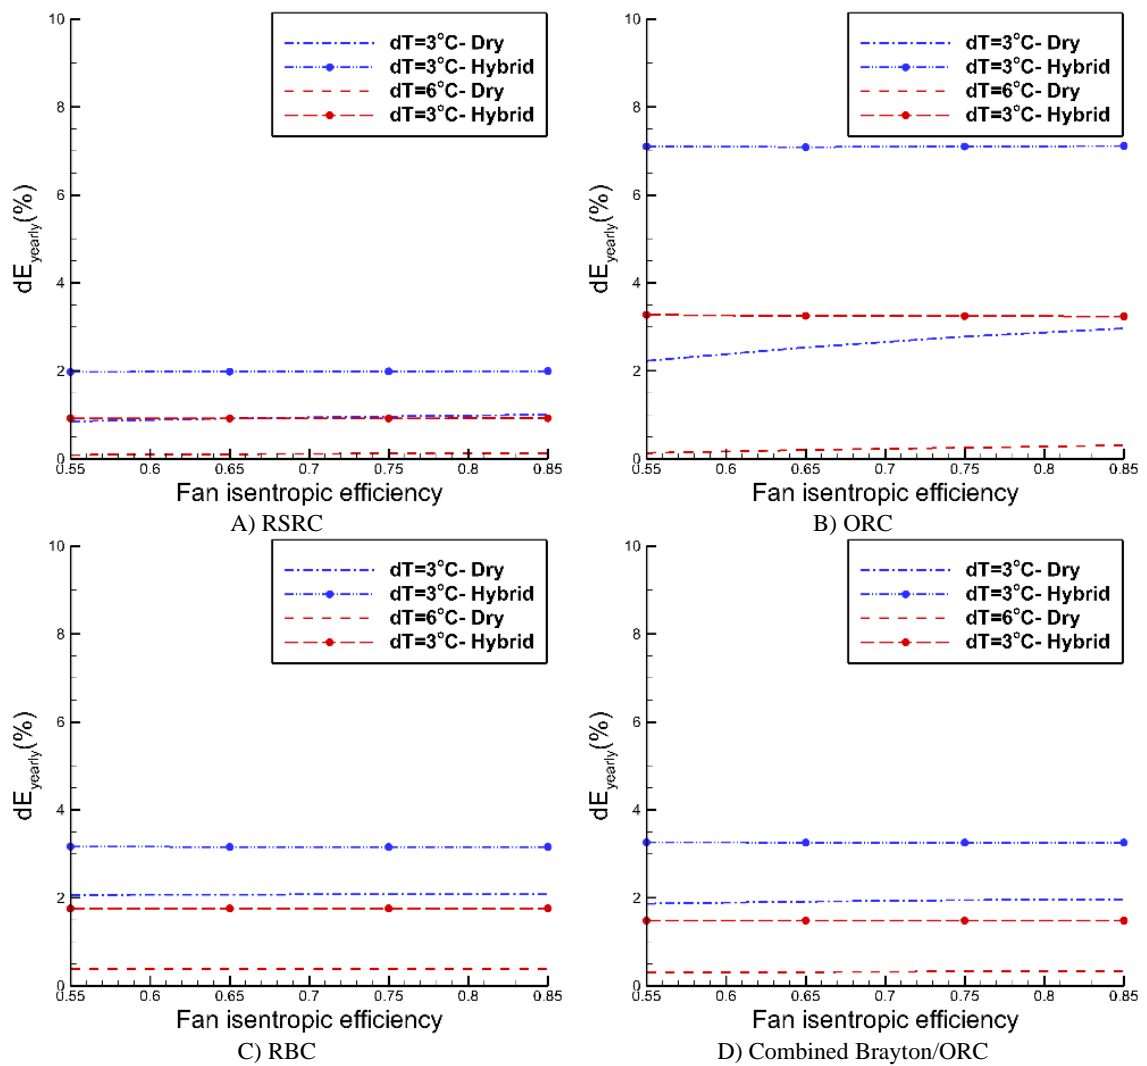 10
8
6
4
2
0
dE_yearly(%)
dT=3°C- Dry
dT=3°C- Hybrid
dT=6°C- Dry
dT=3°C- Hybrid
0.55 0.6 0.65 0.7 0.75 0.8 0.85
Fan isentropic efficiency
A) RSRC
10
8
6
4
2
0
dE_yearly(%)
dT=3°C- Dry
dT=3°C- Hybrid
dT=6°C- Dry
dT=3°C- Hybrid
0.55 0.6 0.65 0.7 0.75 0.8 0.85
Fan isentropic efficiency
B) ORC
10
8
6
4
2
0
dE_yearly(%)
dT=3°C- Dry
dT=3°C- Hybrid
dT=6°C- Dry
dT=3°C- Hybrid
0.55 0.6 0.65 0.7 0.75 0.8 0.85
Fan isentropic efficiency
C) RBC
10
8
6
4
2
0
dE_yearly(%)
dT=3°C- Dry
dT=3°C- Hybrid
dT=6°C- Dry
dT=3°C- Hybrid
0.55 0.6 0.65 0.7 0.75 0.8 0.85
Fan isentropic efficiency
D) Combined Brayton/ORC